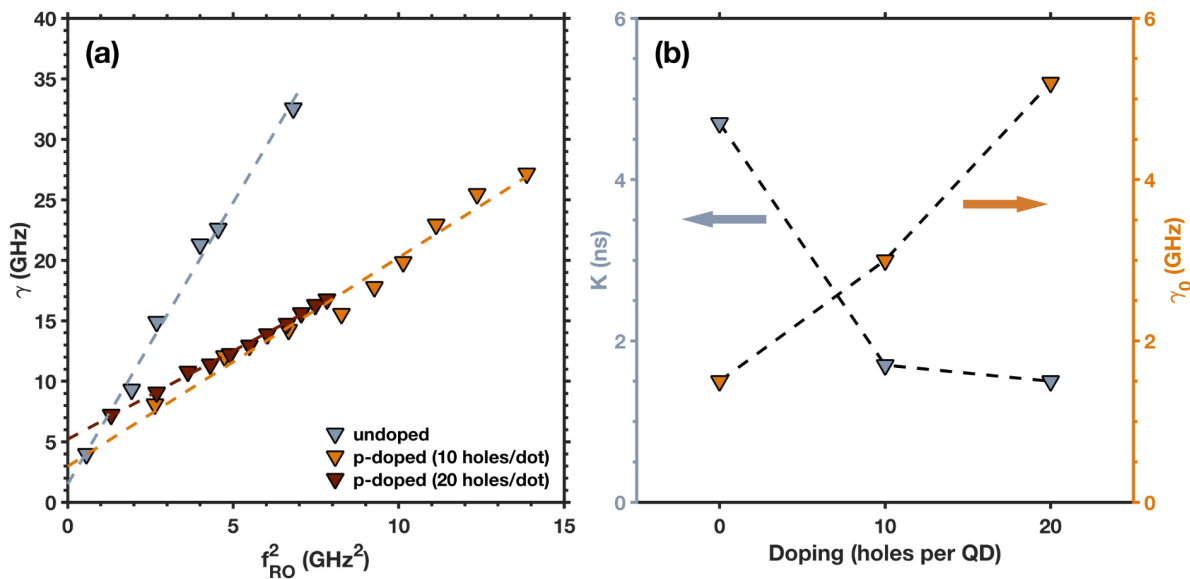 (a)
40
35
30
25
20
15
10
5
0
γ (GHz)
0 5 10 15
f²RO (GHz²)
undoped
p-doped (10 holes/dot)
p-doped (20 holes/dot)
(b)
6
4
2
0
K (ns)
6
4
2
0
γ0 (GHz)
0 10 20
Doping (holes per QD)